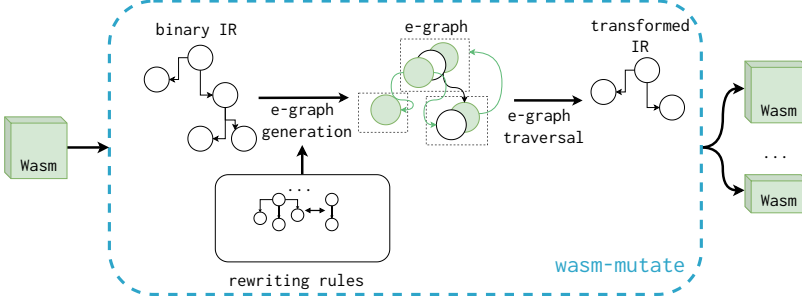 binary IR
e-graph
transformed
IR
Wasm
e-graph
generation
e-graph
traversal
Wasm
...
Wasm
...
rewriting rules
wasm-mutate